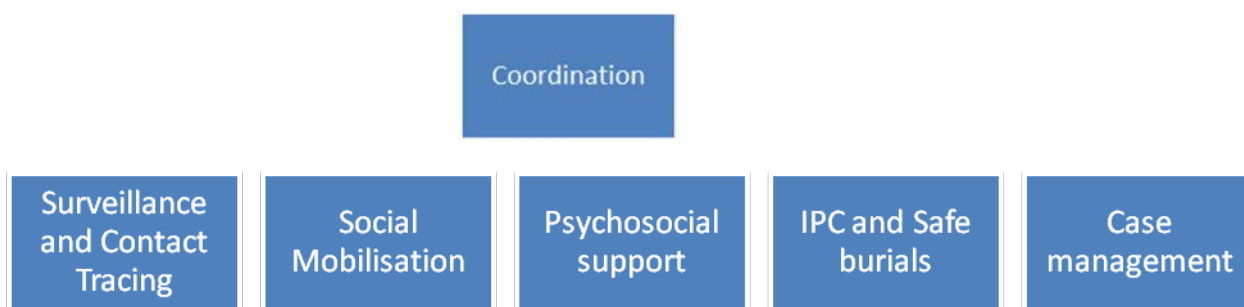 Coordination
Surveillance
and Contact
Tracing
Social
Mobilisation
Psychosocial
support
IPC and Safe
burials
Case
management